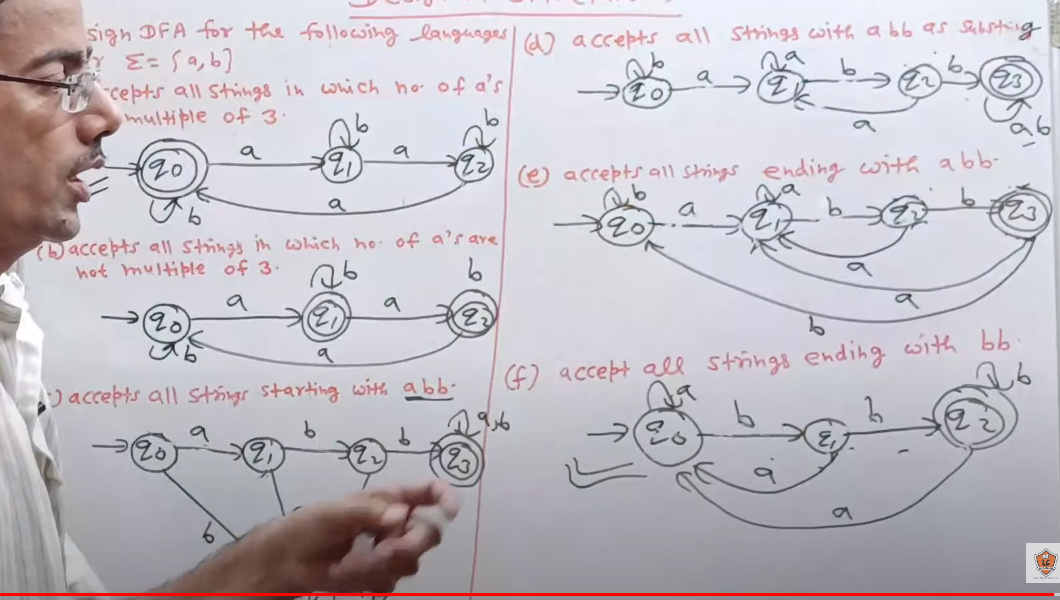 sign DFA for the following languages
Σ = {a,b}
cepts all strings in which no. of a's
multiple of 3.
q0 a q1 b a q2 b
b a
(b) accepts all strings in which no. of a's are
not multiple of 3.
q0 a q1 b a q2 b
b a
) accepts all strings starting with abb.
q0 a q1 b q2 b q3 a,b
b
(d) accepts all strings with abb as substing
q0 b a q1 a b q2 b q3
a a b
(e) accepts all strings ending with abb.
q0 b a q1 a b q2 b q3
a
a
b
(f) accept all strings ending with bb.
q0 a b q1 b q2 b
a
a